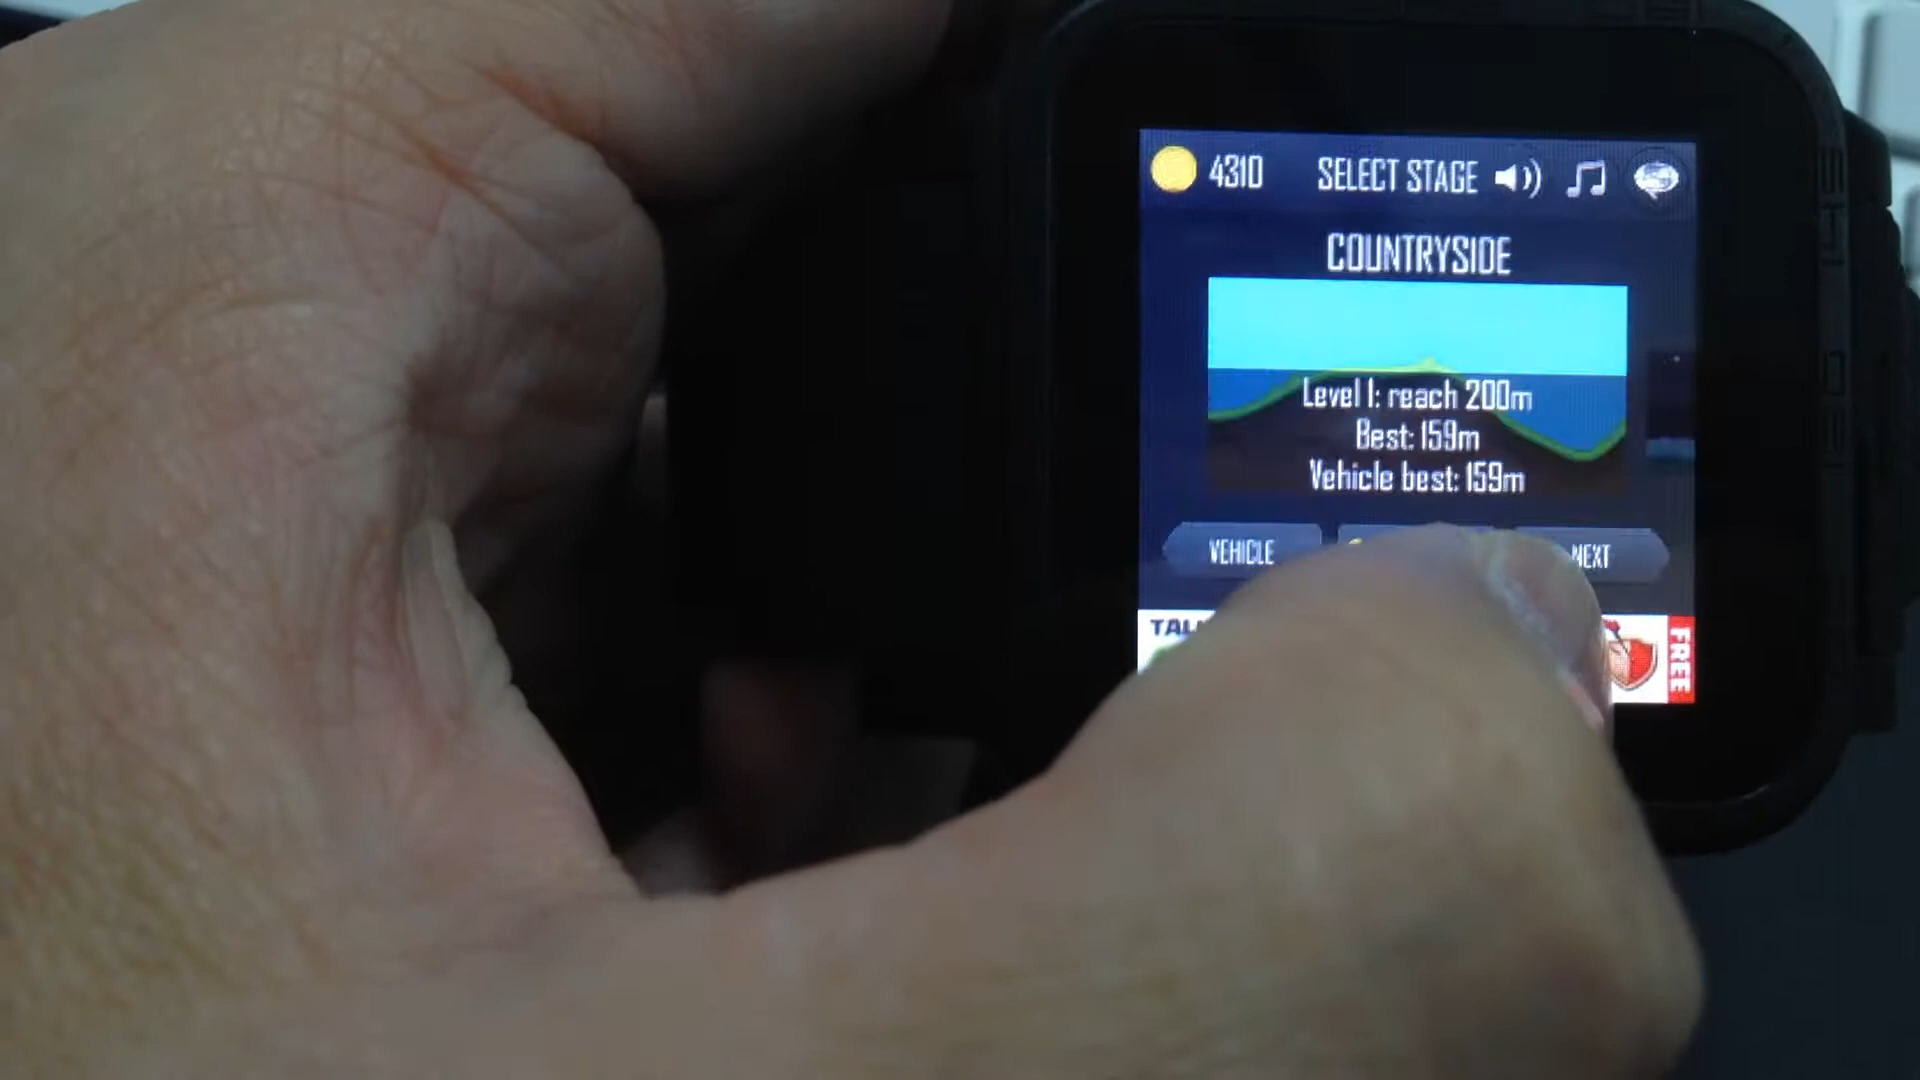 4310 SELECT STAGE
COUNTRYSIDE
Level 1: reach 200m
Best: 159m
Vehicle best: 159m
VEHICLE NEXT
FREE